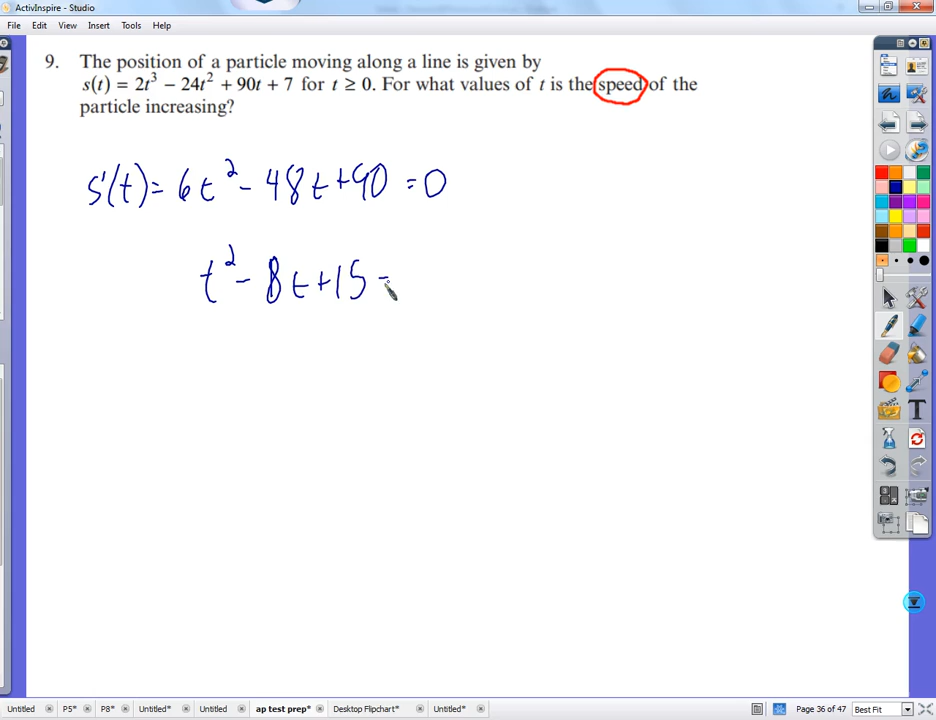 ActivInspire - Studio
File Edit View Insert Tools
9. The position of a particle moving along a line is given by
s(t) = 2t³ − 24t² + 90t + 7 for t ≥ 0. For what values of t is the speed of the
particle increasing?
s'(t) = 6t² - 48t + 90 = 0
t² - 8t + 15 =
Untitled P5* P8* Untitled* Untitled ap test prep* Desktop Flipchart* Untitled* Page 36 of 47 Best Fit